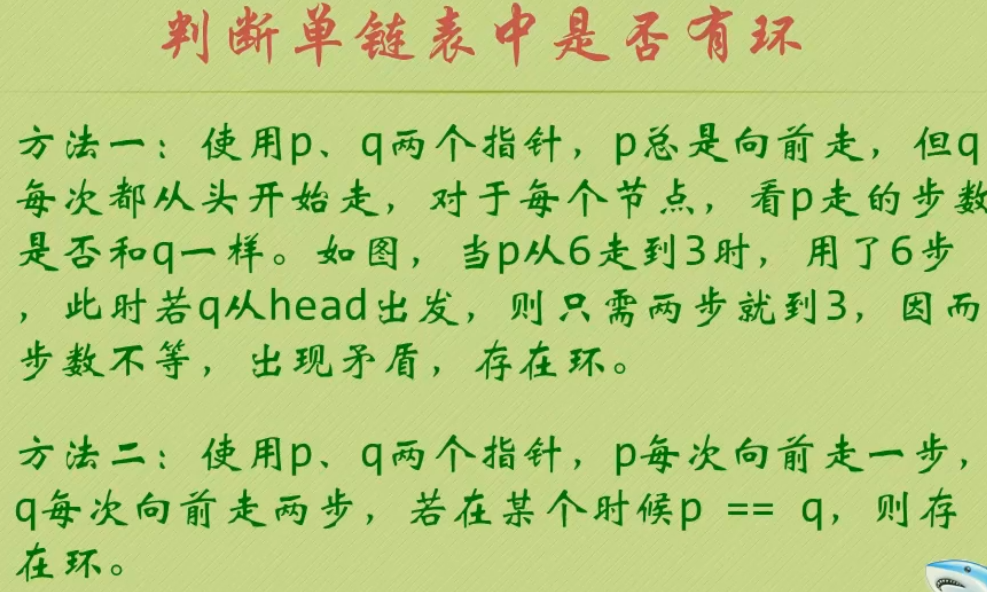 判断单链表中是否有环
方法一：使用p、q两个指针，p总是向前走，但q
每次都从头开始走，对于每个节点，看p走的步数
是否和q一样。如图，当p从6走到3时，用了6步
，此时若q从head出发，则只需两步就到3，因而
步数不等，出现矛盾，存在环。
方法二：使用p、q两个指针，p每次向前走一步，
q每次向前走两步，若在某个时候p == q，则存
在环。